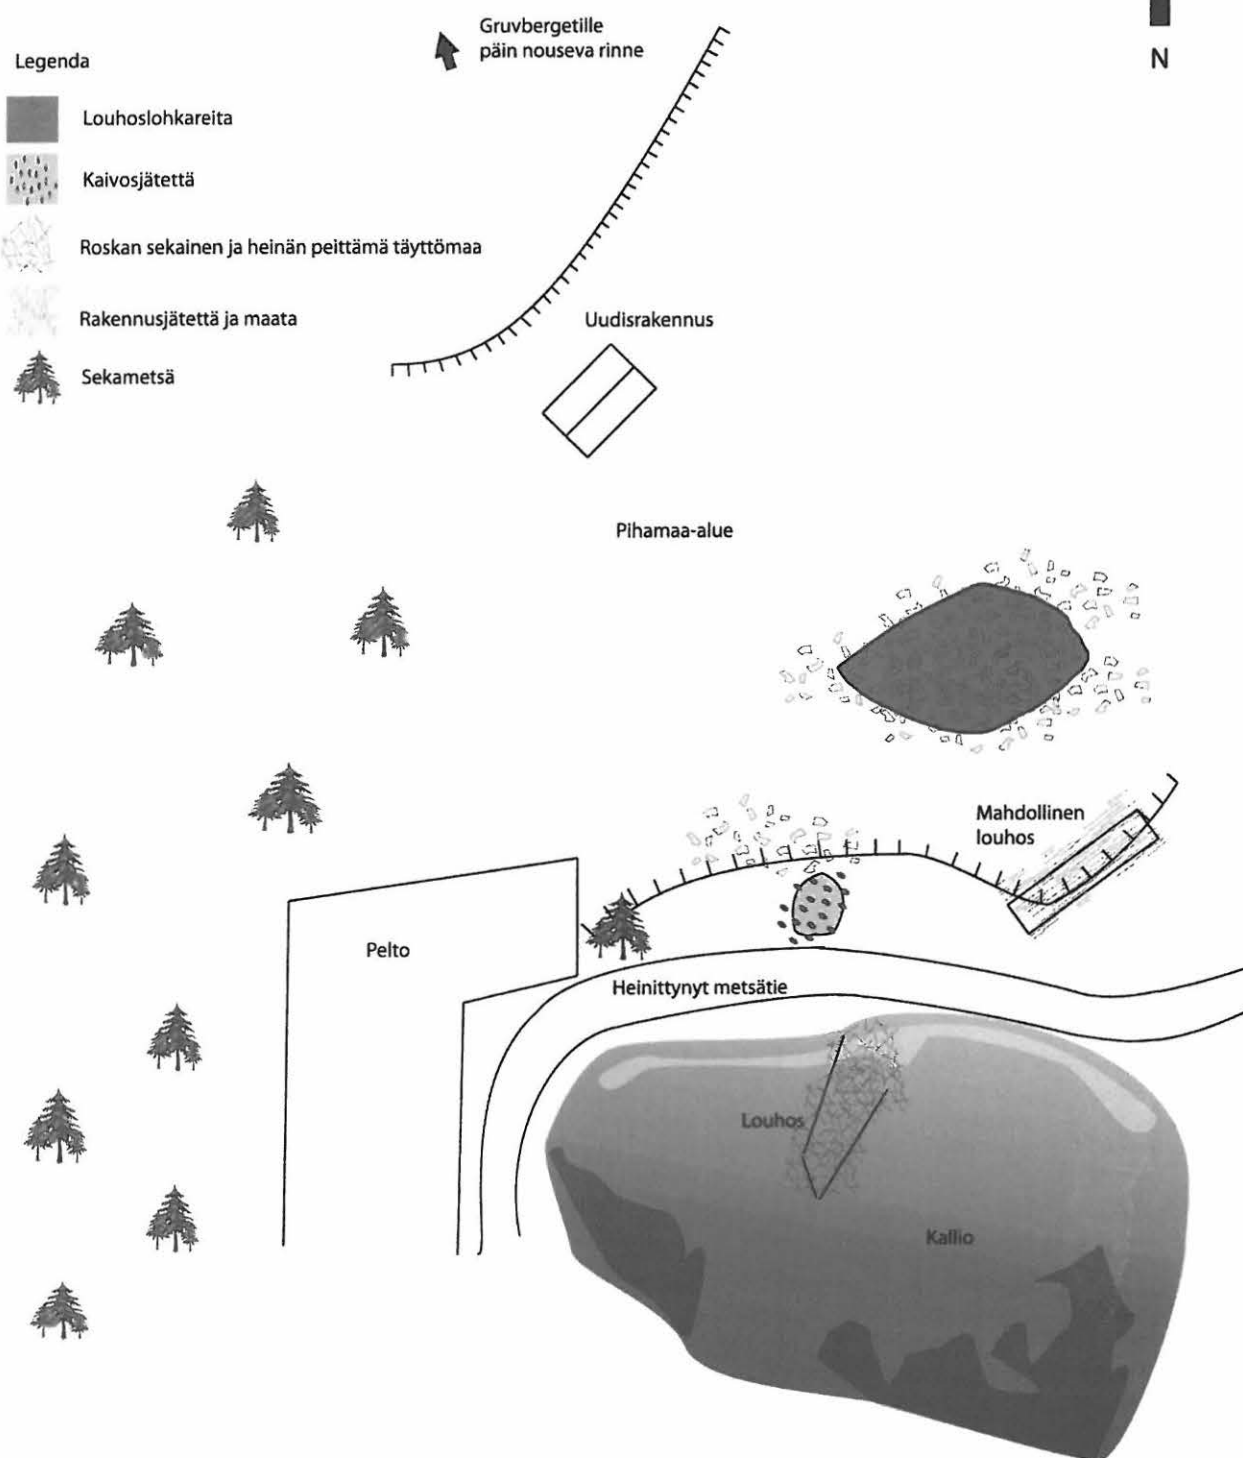 Gruvbergetille
päin nouseva rinne
N
Legenda
Louhoslohkareita
Kaivosjätettä
Roskan sekainen ja heinän peittämä täyttömaa
Rakennusjätettä ja maata
Sekametsä
Uudisrakennus
Pihamaa-alue
Mahdollinen
louhos
Pelto
Heinittynyt metsätie
Louhos
Kallio